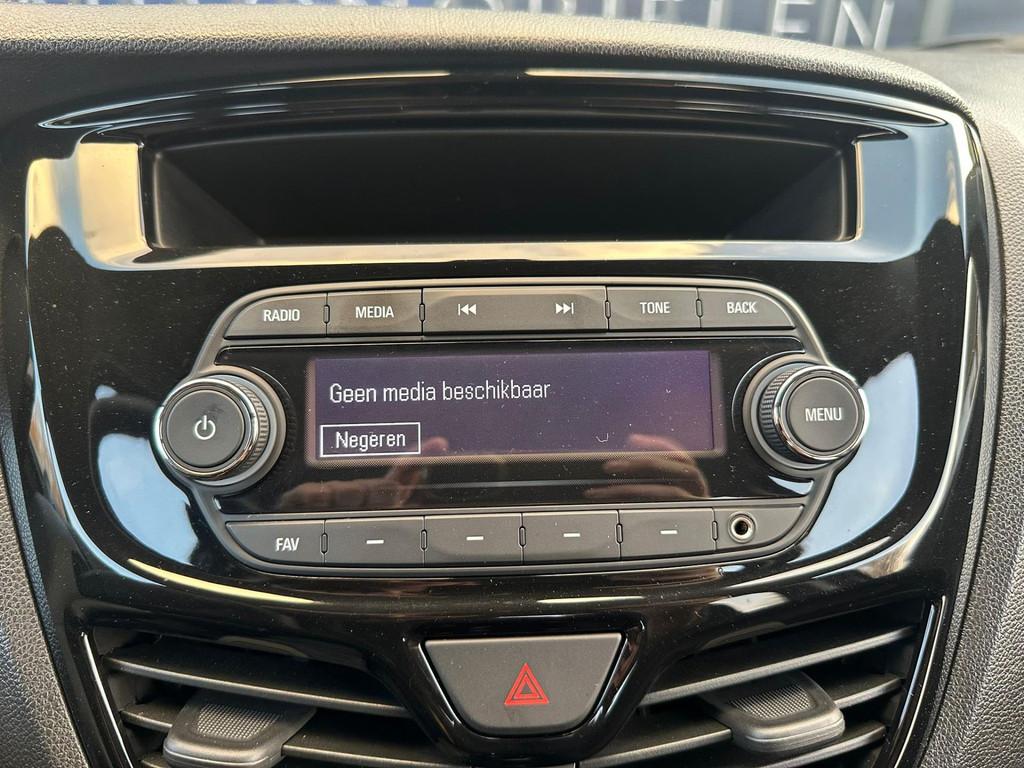 RADIO
MEDIA
TONE
BACK
Geen media beschikbaar
Negeren
MENU
FAV